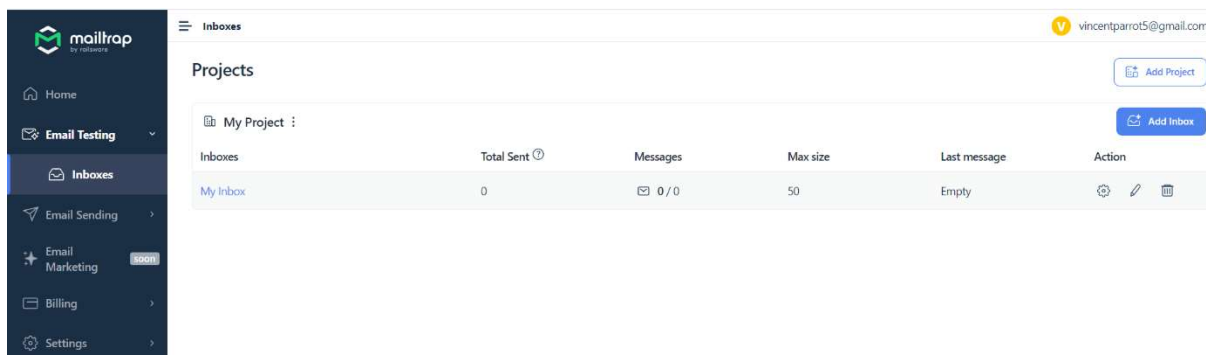 mailtrap
by railsware
Inboxes
V vincentparrot5@gmail.com
Home
Email Testing
Inboxes
Email Sending
Email
Marketing
soon
Billing
Settings
Projects
Add Project
My Project
Add Inbox
Inboxes Total Sent ? Messages Max size Last message Action
My Inbox 0 0 / 0 50 Empty